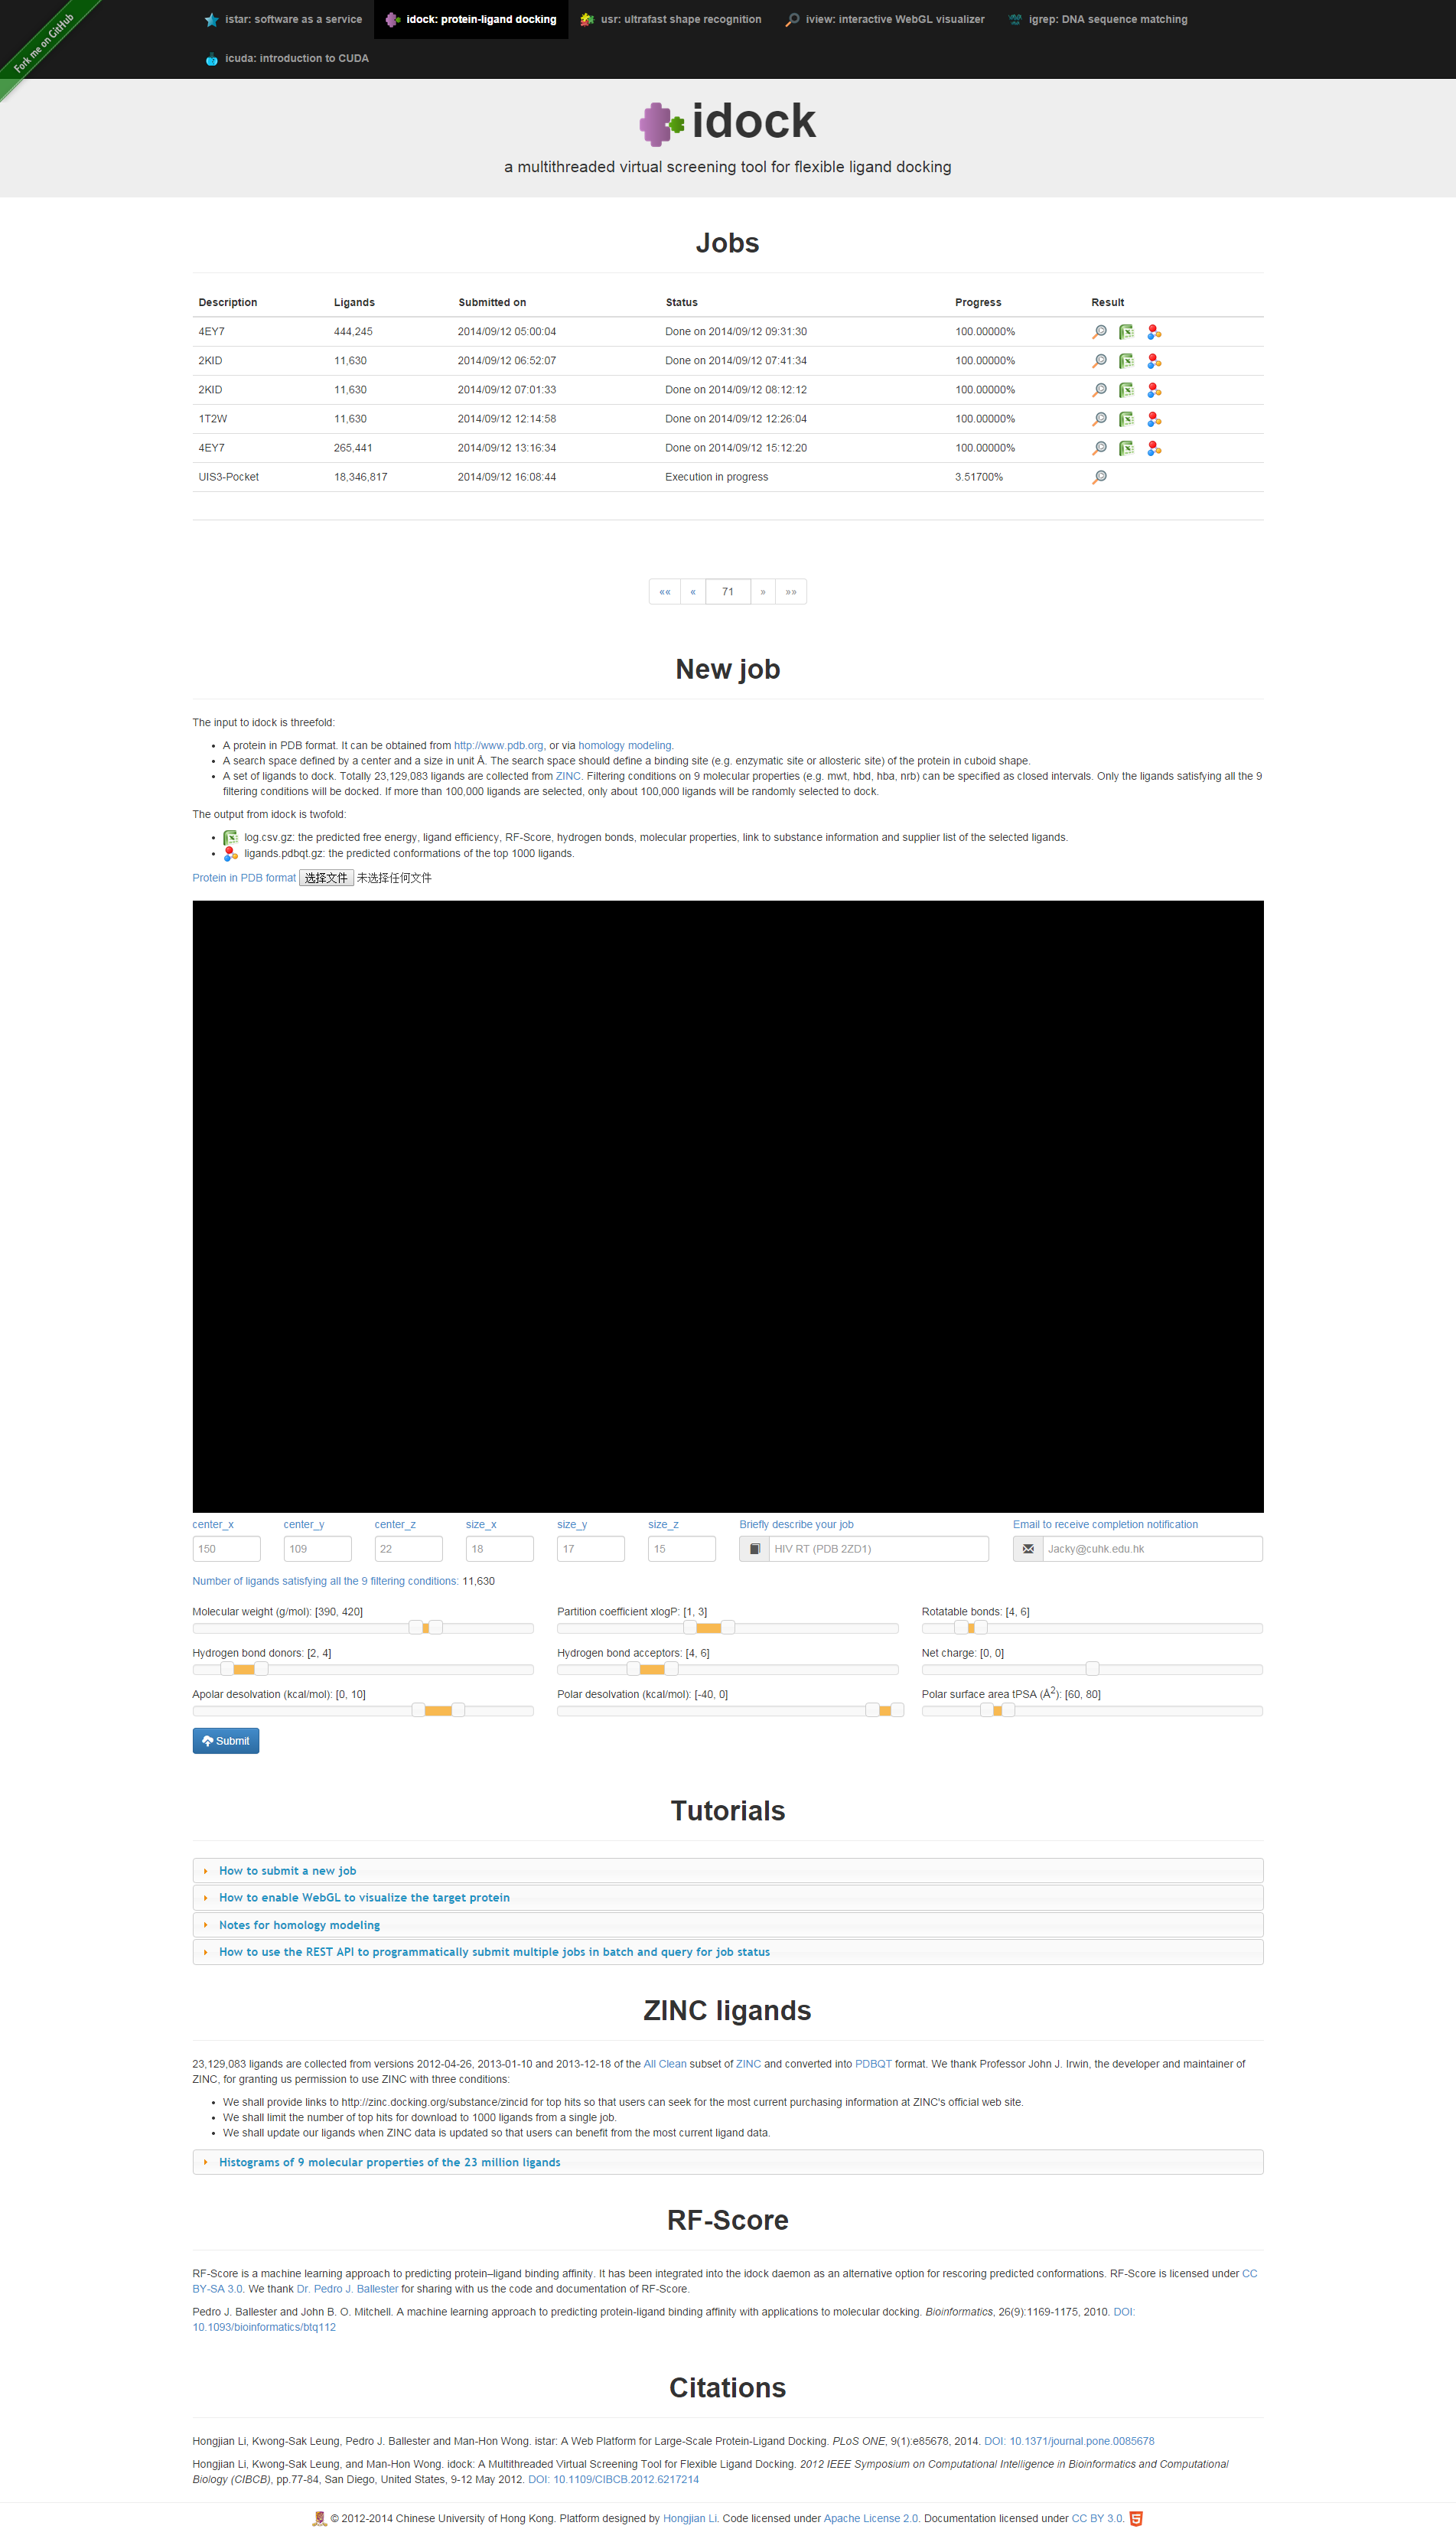 Fork me on GitHub
istar: software as a service idock: protein-ligand docking usr: ultrafast shape recognition iview: interactive WebGL visualizer igrep: DNA sequence matching
icuda: introduction to CUDA
idock
a multithreaded virtual screening tool for flexible ligand docking
Jobs
Description Ligands Submitted on Status Progress Result
4EY7 444,245 2014/09/12 05:00:04 Done on 2014/09/12 09:31:30 100.00000%
2KID 11,630 2014/09/12 06:52:07 Done on 2014/09/12 07:41:34 100.00000%
2KID 11,630 2014/09/12 07:01:33 Done on 2014/09/12 08:12:12 100.00000%
1T2W 11,630 2014/09/12 12:14:58 Done on 2014/09/12 12:26:04 100.00000%
4EY7 265,441 2014/09/12 13:16:34 Done on 2014/09/12 15:12:20 100.00000%
UIS3-Pocket 18,346,817 2014/09/12 16:08:44 Execution in progress 3.51700%
«« « 71 » »»
New job
The input to idock is threefold:
• A protein in PDB format. It can be obtained from http://www.pdb.org, or via homology modeling.
• A search space defined by a center and a size in unit Å. The search space should define a binding site (e.g. enzymatic site or allosteric site) of the protein in cuboid shape.
• A set of ligands to dock. Totally 23,129,083 ligands are collected from ZINC. Filtering conditions on 9 molecular properties (e.g. mwt, hbd, hba, nrb) can be specified as closed intervals. Only the ligands satisfying all the 9
filtering conditions will be docked. If more than 100,000 ligands are selected, only about 100,000 ligands will be randomly selected to dock.
The output from idock is twofold:
• log.csv.gz: the predicted free energy, ligand efficiency, RF-Score, hydrogen bonds, molecular properties, link to substance information and supplier list of the selected ligands.
• ligands.pdbqt.gz: the predicted conformations of the top 1000 ligands.
Protein in PDB format 选择文件 未选择任何文件
center_x center_y center_z size_x size_y size_z Briefly describe your job Email to receive completion notification
150 109 22 18 17 15 HIV RT (PDB 2ZD1) Jacky@cuhk.edu.hk
Number of ligands satisfying all the 9 filtering conditions: 11,630
Molecular weight (g/mol): [390, 420] Partition coefficient xlogP: [1, 3] Rotatable bonds: [4, 6]
Hydrogen bond donors: [2, 4] Hydrogen bond acceptors: [4, 6] Net charge: [0, 0]
Apolar desolvation (kcal/mol): [0, 10] Polar desolvation (kcal/mol): [-40, 0] Polar surface area tPSA (Å2): [60, 80]
Submit
Tutorials
How to submit a new job
How to enable WebGL to visualize the target protein
Notes for homology modeling
How to use the REST API to programmatically submit multiple jobs in batch and query for job status
ZINC ligands
23,129,083 ligands are collected from versions 2012-04-26, 2013-01-10 and 2013-12-18 of the All Clean subset of ZINC and converted into PDBQT format. We thank Professor John J. Irwin, the developer and maintainer of
ZINC, for granting us permission to use ZINC with three conditions:
• We shall provide links to http://zinc.docking.org/substance/zincid for top hits so that users can seek for the most current purchasing information at ZINC's official web site.
• We shall limit the number of top hits for download to 1000 ligands from a single job.
• We shall update our ligands when ZINC data is updated so that users can benefit from the most current ligand data.
Histograms of 9 molecular properties of the 23 million ligands
RF-Score
RF-Score is a machine learning approach to predicting protein–ligand binding affinity. It has been integrated into the idock daemon as an alternative option for rescoring predicted conformations. RF-Score is licensed under CC
BY-SA 3.0. We thank Dr. Pedro J. Ballester for sharing with us the code and documentation of RF-Score.
Pedro J. Ballester and John B. O. Mitchell. A machine learning approach to predicting protein-ligand binding affinity with applications to molecular docking. Bioinformatics, 26(9):1169-1175, 2010. DOI:
10.1093/bioinformatics/btq112
Citations
Hongjian Li, Kwong-Sak Leung, Pedro J. Ballester and Man-Hon Wong. istar: A Web Platform for Large-Scale Protein-Ligand Docking. PLoS ONE, 9(1):e85678, 2014. DOI: 10.1371/journal.pone.0085678
Hongjian Li, Kwong-Sak Leung, and Man-Hon Wong. idock: A Multithreaded Virtual Screening Tool for Flexible Ligand Docking. 2012 IEEE Symposium on Computational Intelligence in Bioinformatics and Computational
Biology (CIBCB), pp.77-84, San Diego, United States, 9-12 May 2012. DOI: 10.1109/CIBCB.2012.6217214
© 2012-2014 Chinese University of Hong Kong. Platform designed by Hongjian Li. Code licensed under Apache License 2.0. Documentation licensed under CC BY 3.0.